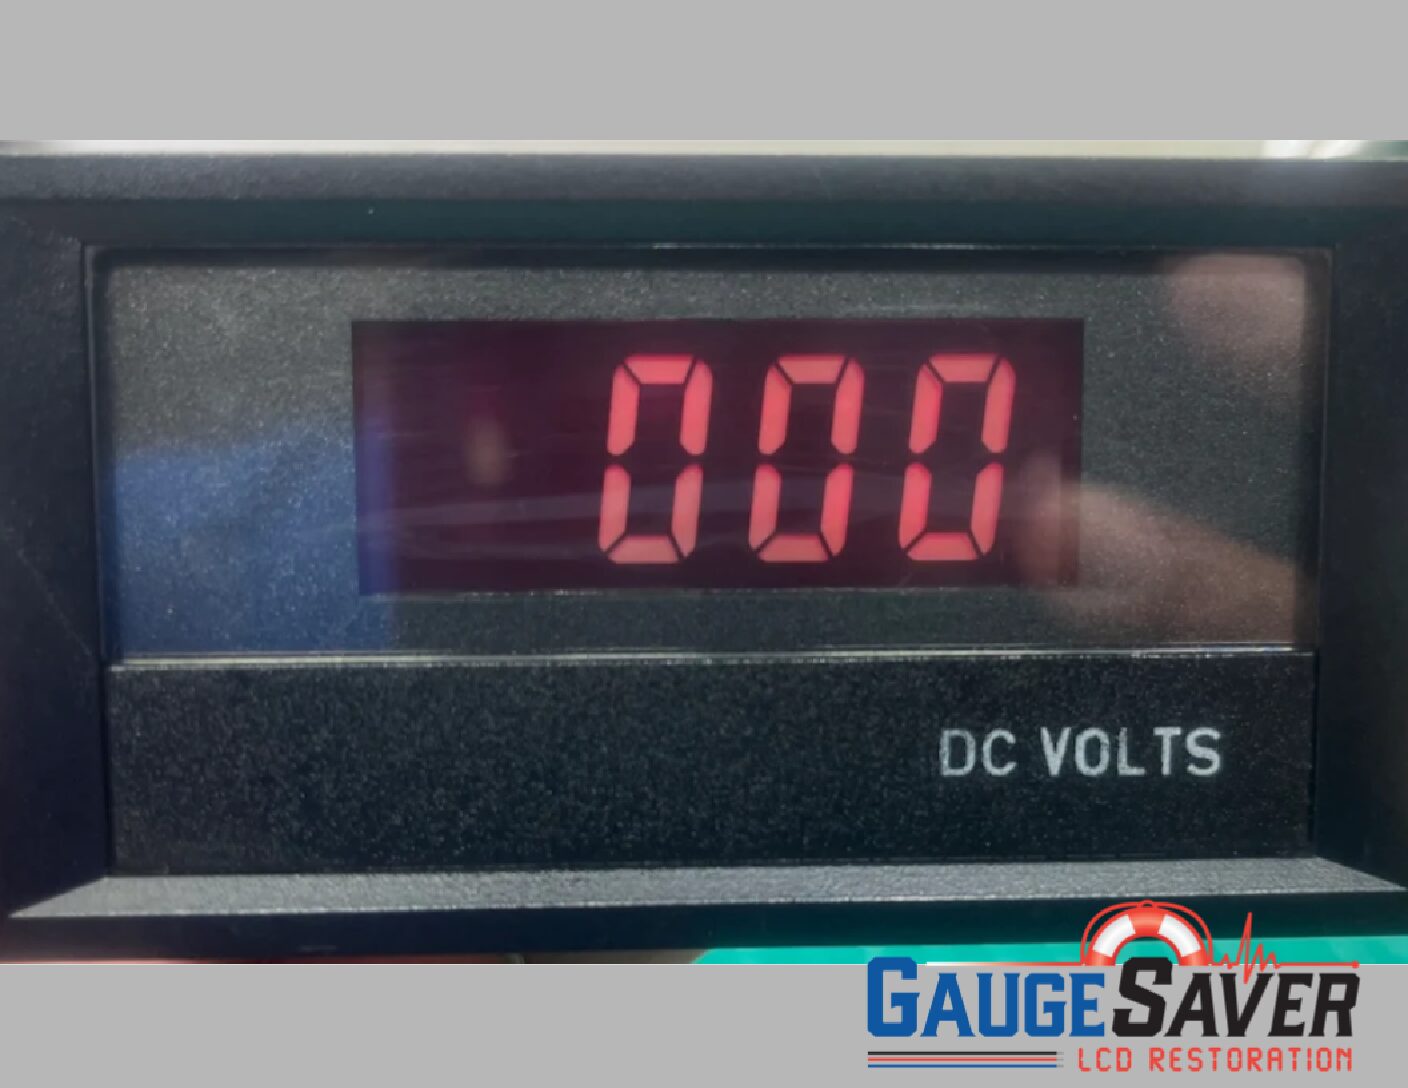 000
DC VOLTS
GAUGESAVER
LCD RESTORATION